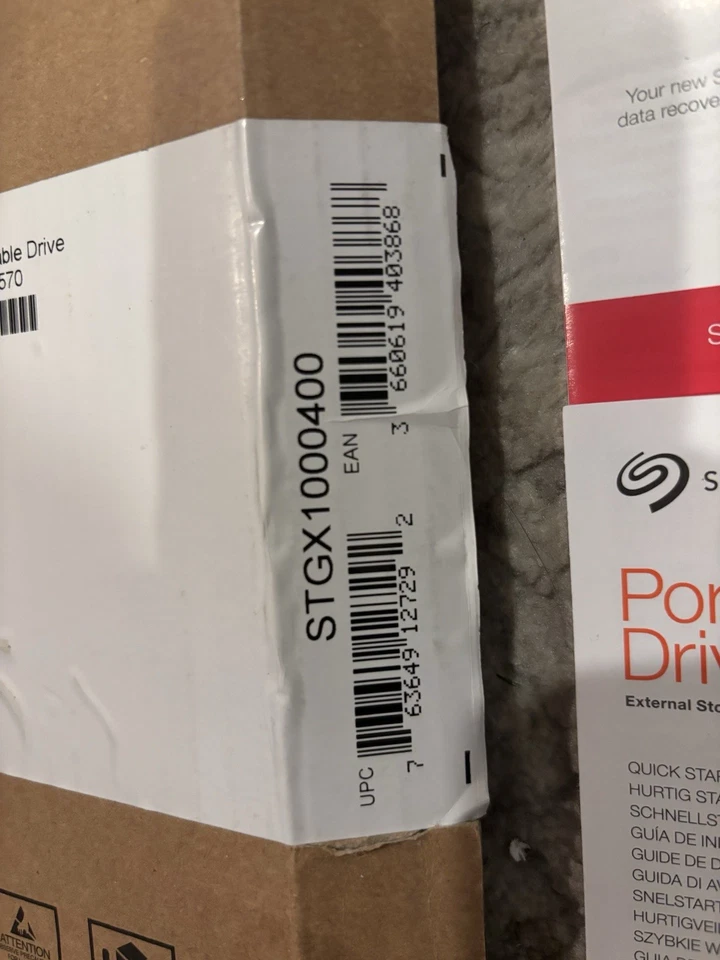 ble Drive
570
STGX1000400
EAN
3 660619 403868
UPC
7 63649 12729 2
ATTENTION
Your new S
data recove
S
S
Por
Driv
External Sto
QUICK STAR
HURTIG STA
SCHNELLST
GUÍA DE INI
GUIDE DE D
GUIDA DI AV
SNELSTART
HURTIGVEI
SZYBKIE W